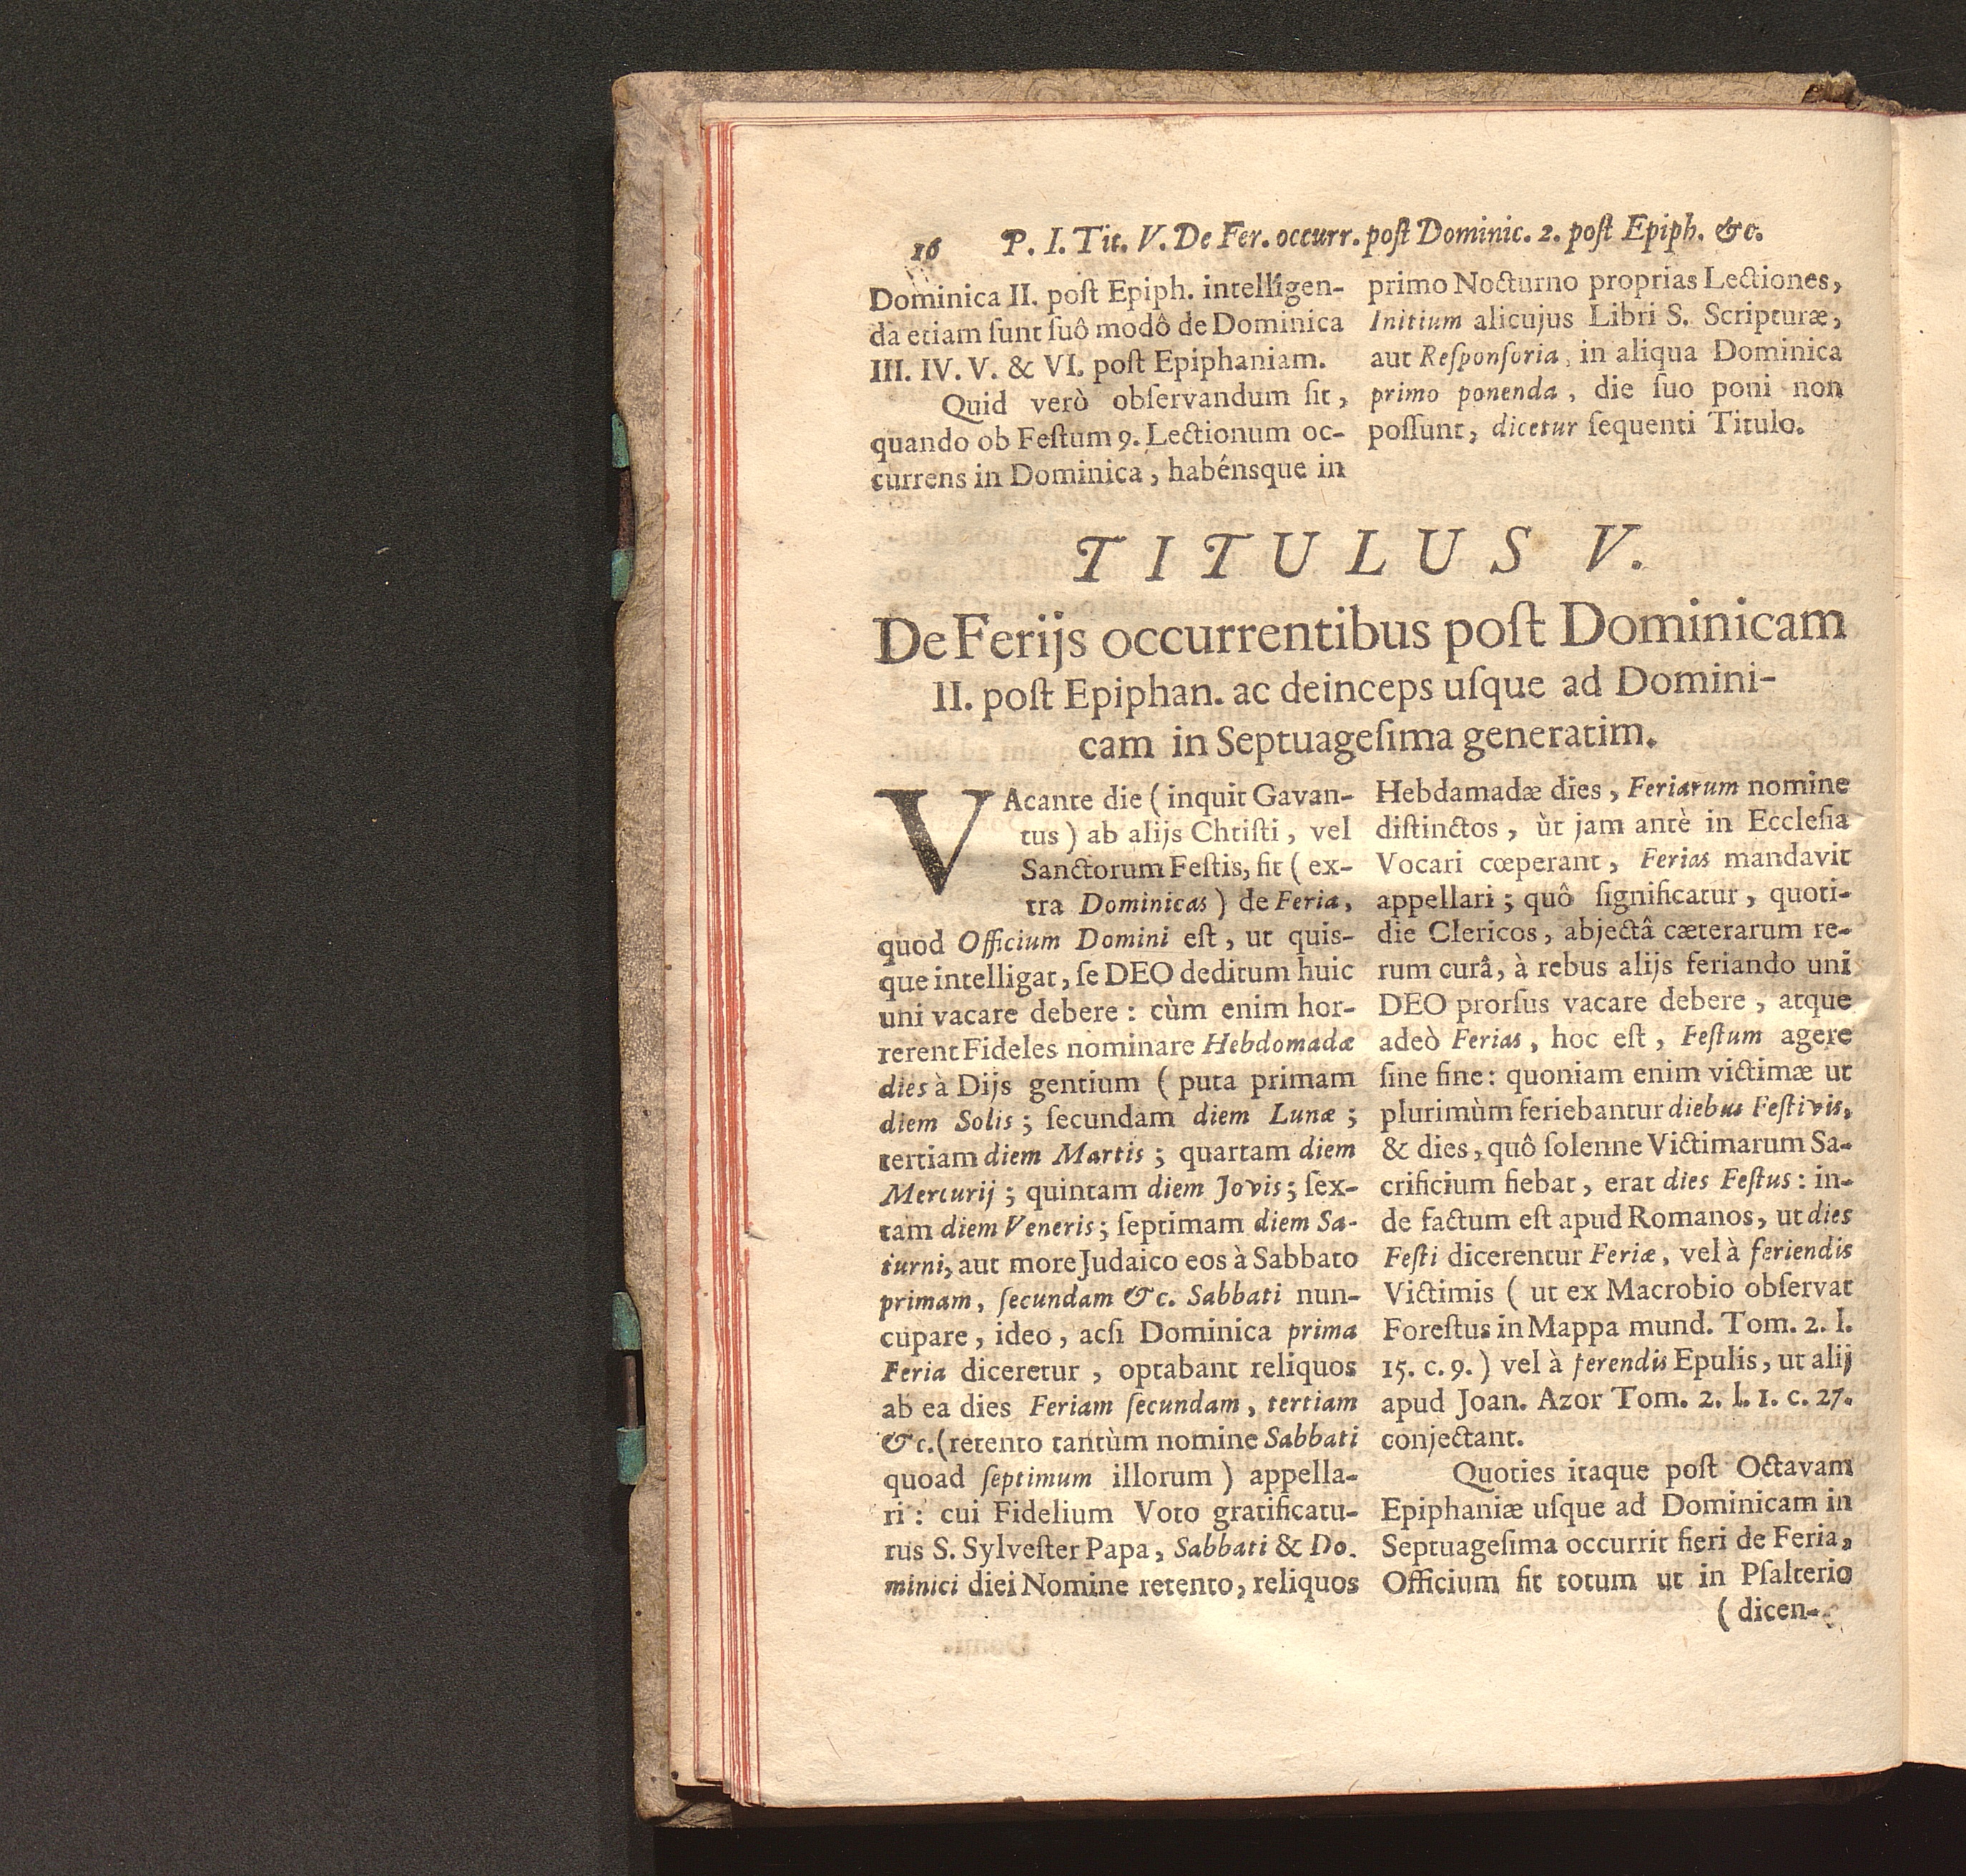 16 P. I. Tit. V. De Fer. occurr. poſt Dominic. 2. poſt Epiph. &c.
Dominica II. poſt Epiph. intelligen-
da etiam ſunt ſuô modô de Dominica
III. IV. V. & VI. poſt Epiphaniam.
Quid verò obſervandum ſit,
quando ob Feſtum 9. Lectionum oc-
currens in Dominica, habénsque in
primo Nocturno proprias Lectiones,
Initium alicujus Libri S. Scripturæ,
aut Reſponſoria, in aliqua Dominica
primo ponenda, die ſuo poni non
poſſunt, dicetur ſequenti Titulo.
TITULUS V.
De Ferijs occurrentibus poſt Dominicam
II. poſt Epiphan. ac deinceps uſque ad Domini-
cam in Septuageſima generatim.
VAcante die (inquit Gavan-
tus) ab alijs Chriſti, vel
Sanctorum Feſtis, fit (ex-
tra Dominicas) de Feria,
quod Officium Domini eſt, ut quis-
que intelligat, ſe DEO deditum huic
uni vacare debere: cùm enim hor-
rerent Fideles nominare Hebdomadæ
dies à Dijs gentium (puta primam
diem Solis; ſecundam diem Lunæ;
tertiam diem Martis; quartam diem
Mercurij; quintam diem Jovis; ſex-
tam diem Veneris; ſeptimam diem Sa-
turni, aut more Judaico eos à Sabbato
primam, ſecundam &c. Sabbati nun-
cupare, ideo, acſi Dominica prima
Feria diceretur, optabant reliquos
ab ea dies Feriam ſecundam, tertiam
&c. (retento tantùm nomine Sabbati
quoad ſeptimum illorum) appella-
ri: cui Fidelium Voto gratificatu-
rus S. Sylveſter Papa, Sabbati & Do-
minici diei Nomine retento, reliquos
Hebdamadæ dies, Feriarum nomine
diſtinctos, ùt jam antè in Eccleſia
Vocari cœperant, Ferias mandavit
appellari; quô ſignificatur, quoti-
die Clericos, abjectâ cæterarum re-
rum curâ, à rebus alijs feriando uni
DEO prorſus vacare debere, atque
adeò Ferias, hoc eſt, Feſtum agere
ſine fine: quoniam enim victimæ ut
plurimùm feriebantur diebus Feſtivis,
& dies, quô ſolenne Victimarum Sa-
crificium fiebat, erat dies Feſtus: in-
de factum eſt apud Romanos, ut dies
Feſti dicerentur Feriæ, vel à feriendis
Victimis (ut ex Macrobio obſervat
Foreſtus in Mappa mund. Tom. 2. l.
15. c. 9.) vel à ferendis Epulis, ut alij
apud Joan. Azor Tom. 2. l. 1. c. 27.
conjectant.
Quoties itaque poſt Octavam
Epiphaniæ uſque ad Dominicam in
Septuageſima occurrit fieri de Feria,
Officium fit totum ut in Pſalterio
(dicen-